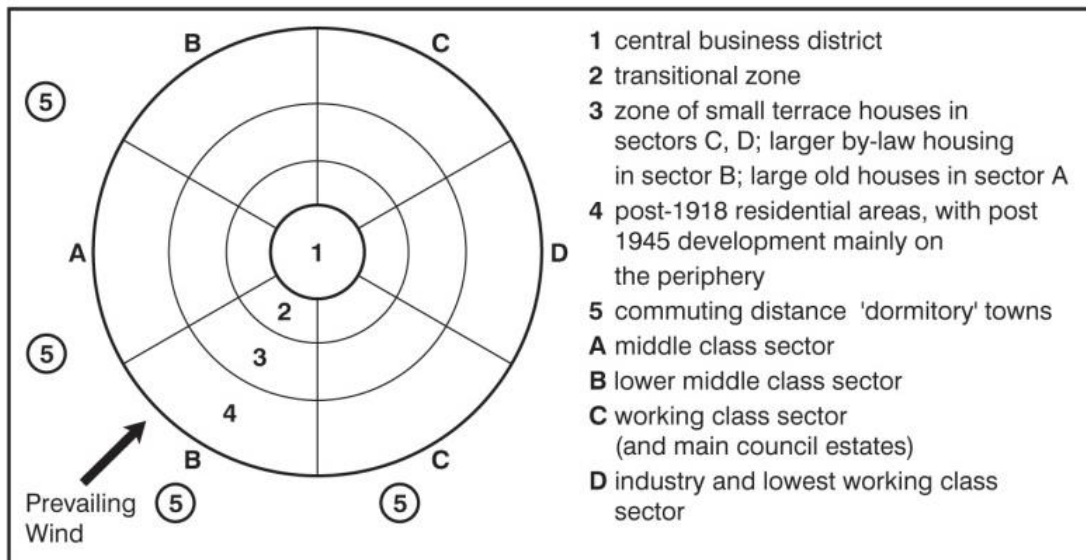 B
C
5
A
1
D
2
3
5
4
B
C
5
5
Prevailing
Wind
1 central business district
2 transitional zone
3 zone of small terrace houses in
sectors C, D; larger by-law housing
in sector B; large old houses in sector A
4 post-1918 residential areas, with post
1945 development mainly on
the periphery
5 commuting distance 'dormitory' towns
A middle class sector
B lower middle class sector
C working class sector
(and main council estates)
D industry and lowest working class
sector